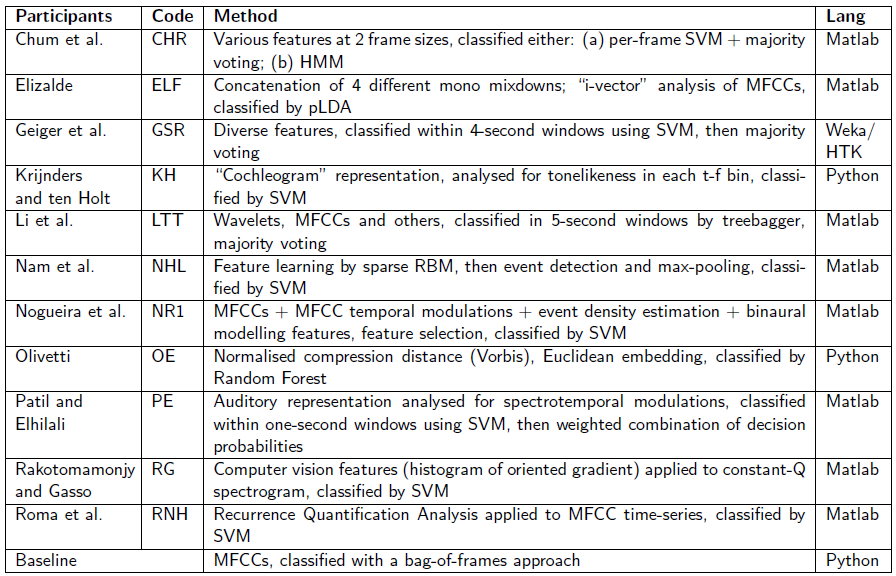 Participants Code Method Lang
Chum et al. CHR Various features at 2 frame sizes, classified either: (a) per-frame SVM + majority Matlab
voting; (b) HMM
Elizalde ELF Concatenation of 4 different mono mixdowns; “i-vector” analysis of MFCCs, Matlab
classified by pLDA
Geiger et al. GSR Diverse features, classified within 4-second windows using SVM, then majority Weka/
voting HTK
Krijnders KH “Cochleogram” representation, analysed for tonelikeness in each t-f bin, classi- Python
and ten Holt fied by SVM
Li et al. LTT Wavelets, MFCCs and others, classified in 5-second windows by treebagger, Matlab
majority voting
Nam et al. NHL Feature learning by sparse RBM, then event detection and max-pooling, classi- Matlab
fied by SVM
Nogueira et al. NR1 MFCCs + MFCC temporal modulations + event density estimation + binaural Matlab
modelling features, feature selection, classified by SVM
Olivetti OE Normalised compression distance (Vorbis), Euclidean embedding, classified by Python
Random Forest
Patil and PE Auditory representation analysed for spectrotemporal modulations, classified Matlab
Elhilali within one-second windows using SVM, then weighted combination of decision
probabilities
Rakotomamonjy RG Computer vision features (histogram of oriented gradient) applied to constant-Q Matlab
and Gasso spectrogram, classified by SVM
Roma et al. RNH Recurrence Quantification Analysis applied to MFCC time-series, classified by Matlab
SVM
Baseline MFCCs, classified with a bag-of-frames approach Python